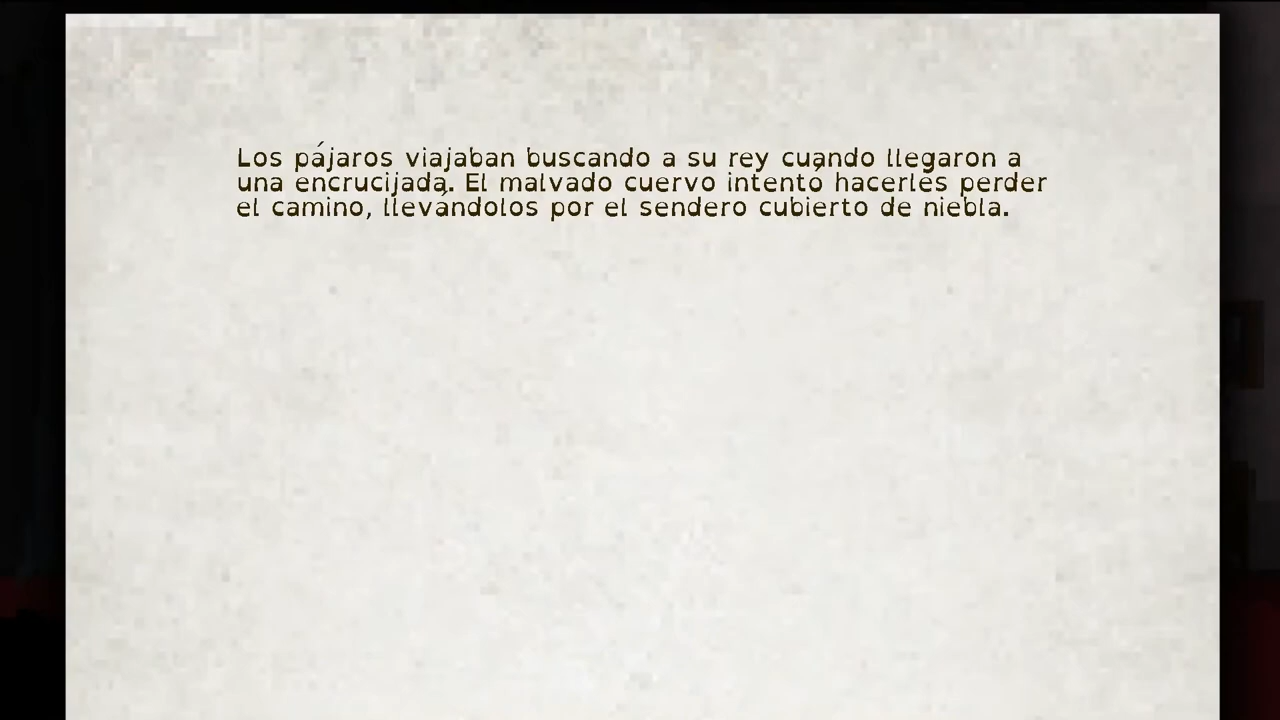 Los pájaros viajaban buscando a su rey cuando llegaron a
una encrucijada. El malvado cuervo intentó hacerles perder
el camino, llevándolos por el sendero cubierto de niebla.